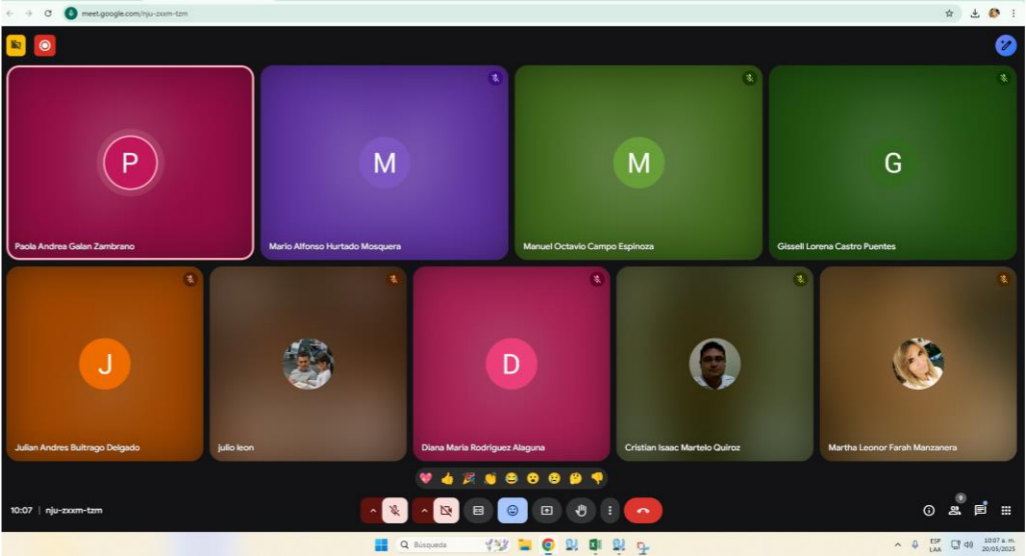 meet.google.com/nju-zxxm-tzm
P
Paola Andrea Galan Zambrano
M
Mario Alfonso Hurtado Mosquera
M
Manuel Octavio Campo Espinoza
G
Gissell Lorena Castro Puentes
J
Julian Andres Buitrago Delgado
julio leon
D
Diana Maria Rodriguez Alaguna
Cristian Isaac Martelo Quiroz
Martha Leonor Farah Manzanera
10:07 | nju-zxxm-tzm
Búsqueda
ESP
LAA
10:07 a. m.
20/05/2025